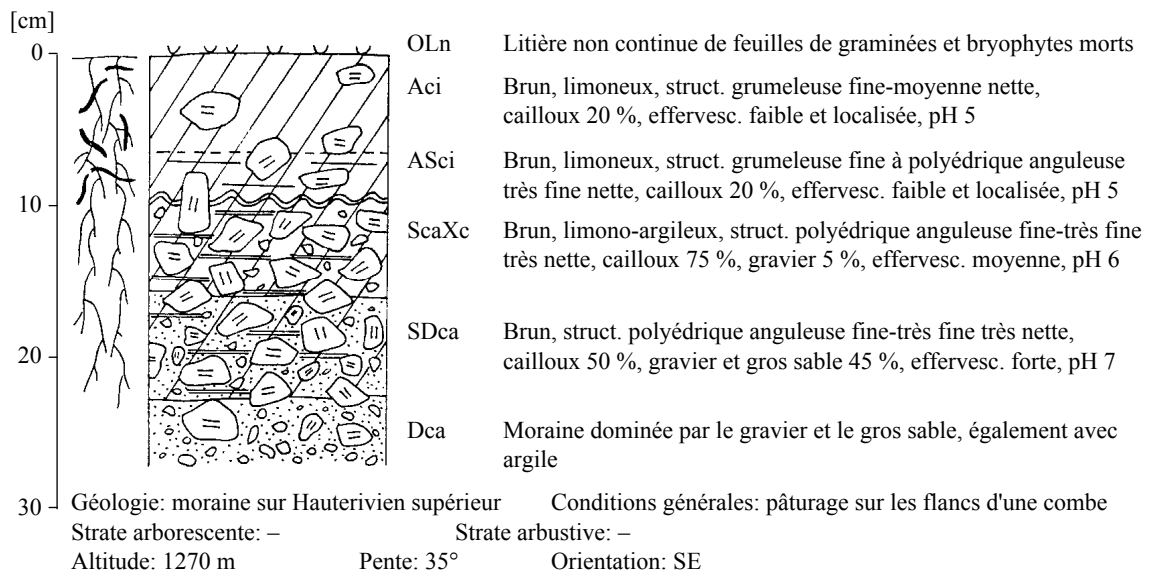 [cm]
0
10
20
30
OLn Litière non continue de feuilles de graminées et bryophytes morts
Aci Brun, limoneux, struct. grumeleuse fine-moyenne nette,
cailloux 20 %, effervesc. faible et localisée, pH 5
ASci Brun, limoneux, struct. grumeleuse fine à polyédrique anguleuse
très fine nette, cailloux 20 %, effervesc. faible et localisée, pH 5
ScaXc Brun, limono-argileux, struct. polyédrique anguleuse fine-très fine
très nette, cailloux 75 %, gravier 5 %, effervesc. moyenne, pH 6
SDca Brun, struct. polyédrique anguleuse fine-très fine très nette,
cailloux 50 %, gravier et gros sable 45 %, effervesc. forte, pH 7
Dca Moraine dominée par le gravier et le gros sable, également avec
argile
Géologie: moraine sur Hauterivien supérieur Conditions générales: pâturage sur les flancs d'une combe
Strate arborescente: – Strate arbustive: –
Altitude: 1270 m Pente: 35° Orientation: SE